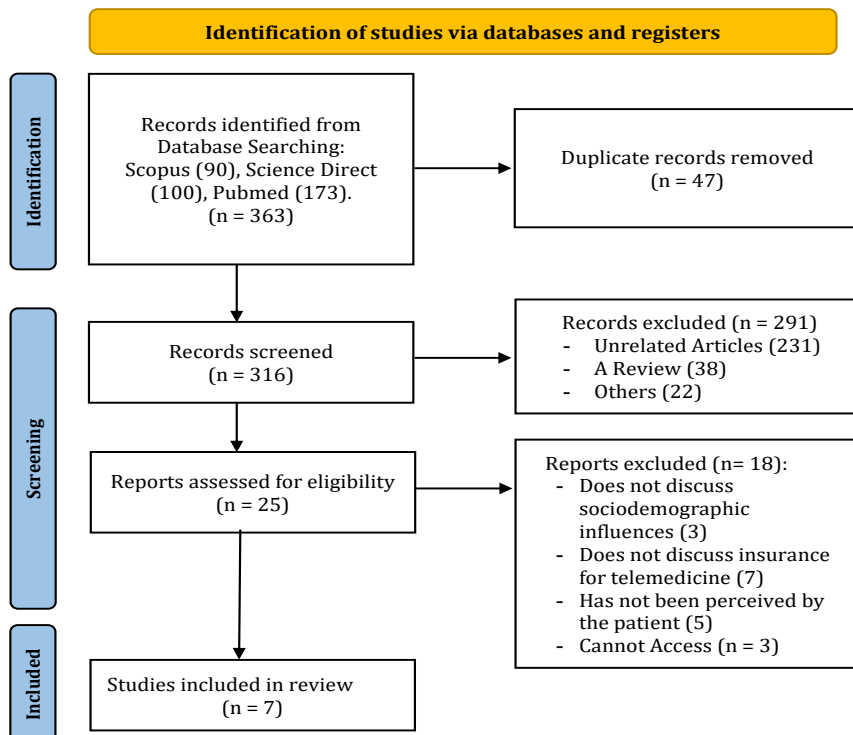 Identification of studies via databases and registers
Identification
Records identified from
Database Searching:
Scopus (90), Science Direct
(100), Pubmed (173).
(n = 363)
Duplicate records removed
(n = 47)
Screening
Records screened
(n = 316)
Records excluded (n = 291)
- Unrelated Articles (231)
- A Review (38)
- Others (22)
Reports assessed for eligibility
(n = 25)
Reports excluded (n= 18):
- Does not discuss
sociodemographic
influences (3)
- Does not discuss insurance
for telemedicine (7)
- Has not been perceived by
the patient (5)
- Cannot Access (n = 3)
Included
Studies included in review
(n = 7)